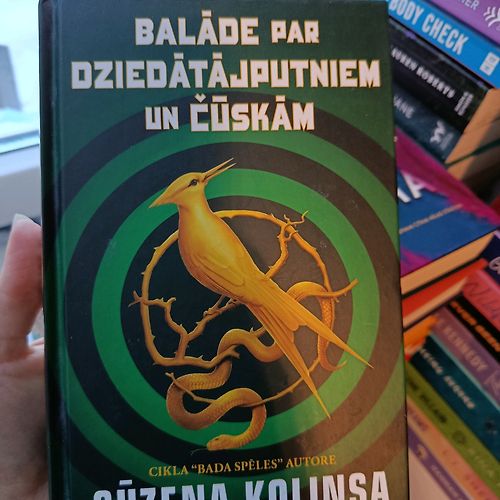 BALĀDE PAR
DZIEDĀTĀJPUTNIEM
UN ČŪSKĀM
CIKLA "BADA SPĒLES" AUTORE
SŪZENA KOLINSA
BODY CHECK